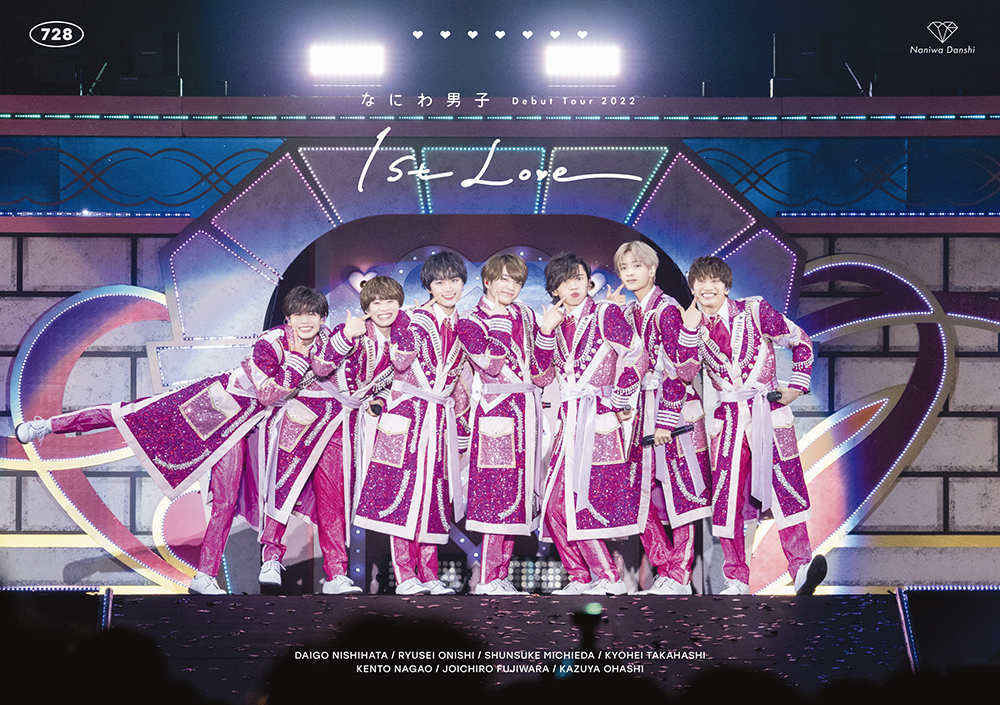 728
Naniwa Danshi
なにわ男子 Debut Tour 2022
1st Love
DAIGO NISHIHATA / RYUSEI ONISHI / SHUNSUKE MICHIEDA / KYOHEI TAKAHASHI
KENTO NAGAO / JOICHIRO FUJIWARA / KAZUYA OHASHI